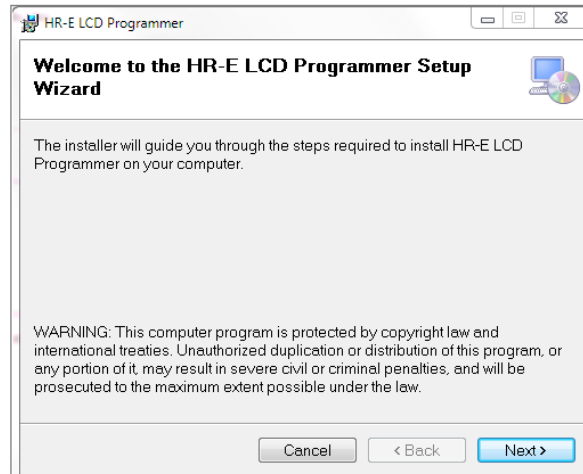 HR-E LCD Programmer
Welcome to the HR-E LCD Programmer Setup
Wizard
The installer will guide you through the steps required to install HR-E LCD
Programmer on your computer.
WARNING: This computer program is protected by copyright law and
international treaties. Unauthorized duplication or distribution of this program, or
any portion of it, may result in severe civil or criminal penalties, and will be
prosecuted to the maximum extent possible under the law.
Cancel < Back Next >